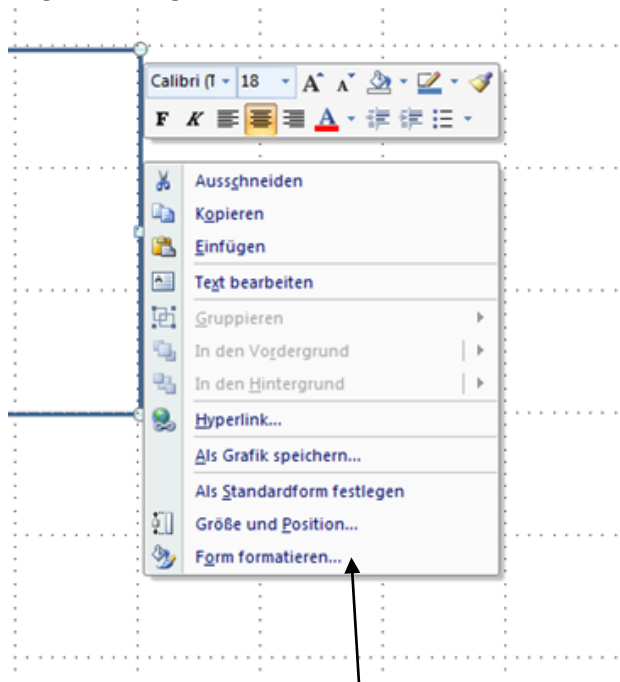 Calibri (T 18 A A
F K A
Ausschneiden
Kopieren
Einfügen
Text bearbeiten
Gruppieren
In den Vordergrund
In den Hintergrund
Hyperlink...
Als Grafik speichern...
Als Standardform festlegen
Größe und Position...
Form formatieren...